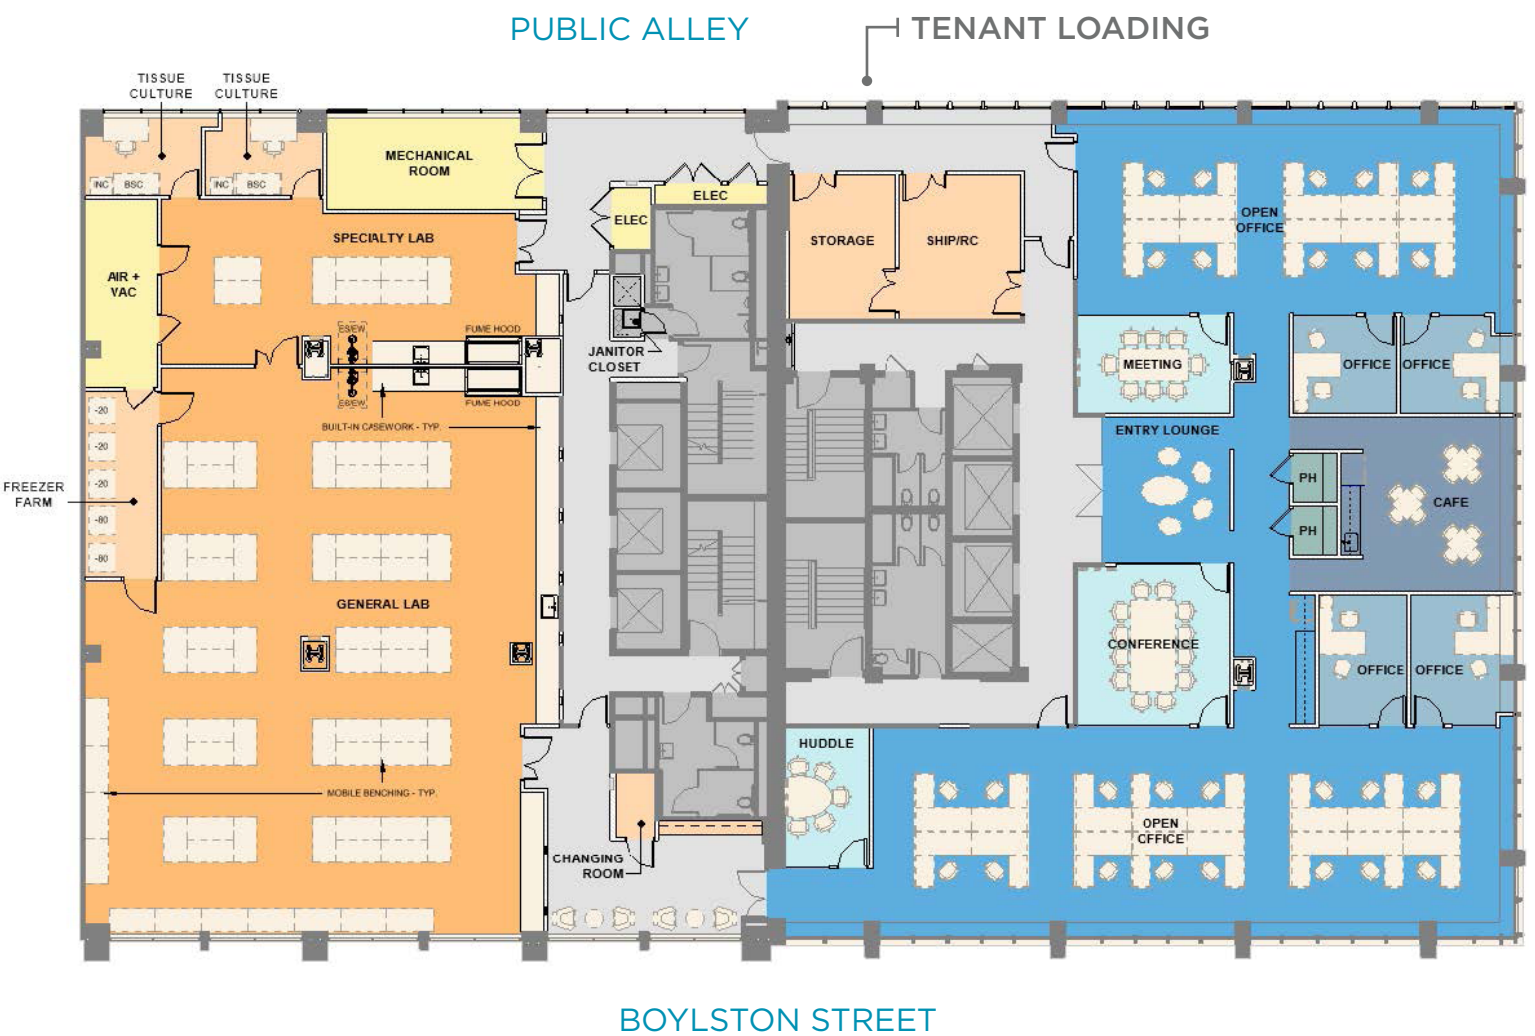 PUBLIC ALLEY
TENANT LOADING
TISSUE
CULTURE
TISSUE
CULTURE
MECHANICAL
ROOM
INC
BSC
INC
BSC
ELEC
ELEC
SPECIALTY LAB
AIR +
VAC
STORAGE
SHIP/RC
OPEN
OFFICE
ES/EW
FUME HOOD
JANITOR
CLOSET
MEETING
OFFICE
OFFICE
ES/EW
FUME HOOD
BUILT-IN CASEWORK - TYP.
ENTRY LOUNGE
-20
-20
-20
-80
-80
FREEZER
FARM
PH
PH
CAFE
GENERAL LAB
CONFERENCE
OFFICE
OFFICE
HUDDLE
MOBILE BENCHING - TYP.
OPEN
OFFICE
CHANGING
ROOM
BOYLSTON STREET